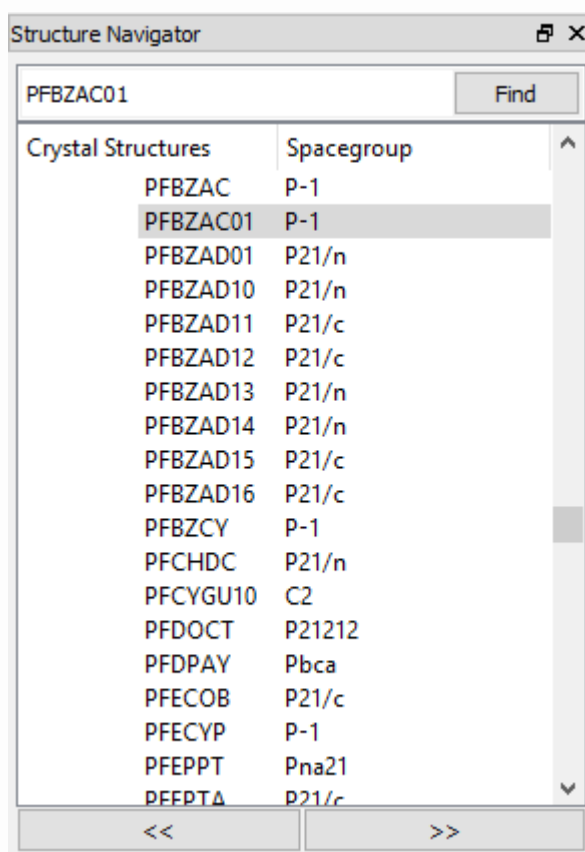 Structure Navigator
PFBZAC01 Find
Crystal Structures Spacegroup
PFBZAC P-1
PFBZAC01 P-1
PFBZAD01 P21/n
PFBZAD10 P21/n
PFBZAD11 P21/c
PFBZAD12 P21/c
PFBZAD13 P21/n
PFBZAD14 P21/n
PFBZAD15 P21/c
PFBZAD16 P21/c
PFBZCY P-1
PFCHDC P21/n
PFCYGU10 C2
PFDOCT P21212
PFDPAY Pbca
PFECOB P21/c
PFECYP P-1
PFEPPT Pna21
PFEPTA P21/c
<< >>